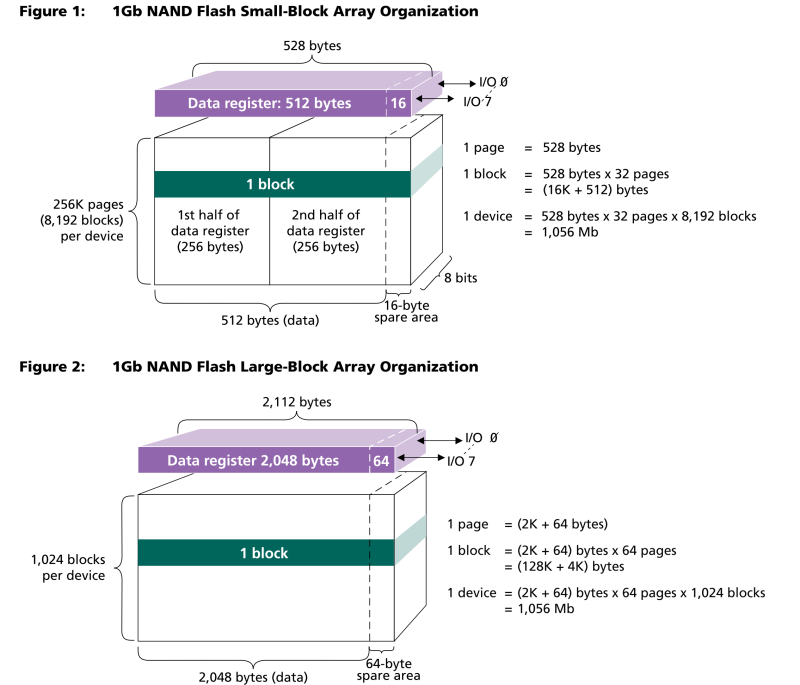 Figure 1: 1Gb NAND Flash Small-Block Array Organization
528 bytes
I/O 0
I/O 7
Data register: 512 bytes 16
1 page = 528 bytes
1 block = 528 bytes x 32 pages
= (16K + 512) bytes
1 device = 528 bytes x 32 pages x 8,192 blocks
= 1,056 Mb
256K pages
(8,192 blocks)
per device
1 block
1st half of
data register
(256 bytes)
2nd half of
data register
(256 bytes)
8 bits
512 bytes (data)
16-byte
spare area
Figure 2: 1Gb NAND Flash Large-Block Array Organization
2,112 bytes
I/O 0
I/O 7
Data register 2,048 bytes 64
1 page = (2K + 64 bytes)
1 block = (2K + 64) bytes x 64 pages
= (128K + 4K) bytes
1 device = (2K + 64) bytes x 64 pages x 1,024 blocks
= 1,056 Mb
1,024 blocks
per device
1 block
2,048 bytes (data)
64-byte
spare area